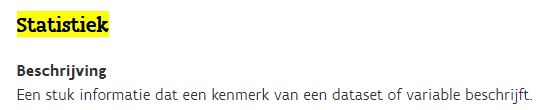 Statistiek
Beschrijving
Een stuk informatie dat een kenmerk van een dataset of variable beschrijft.